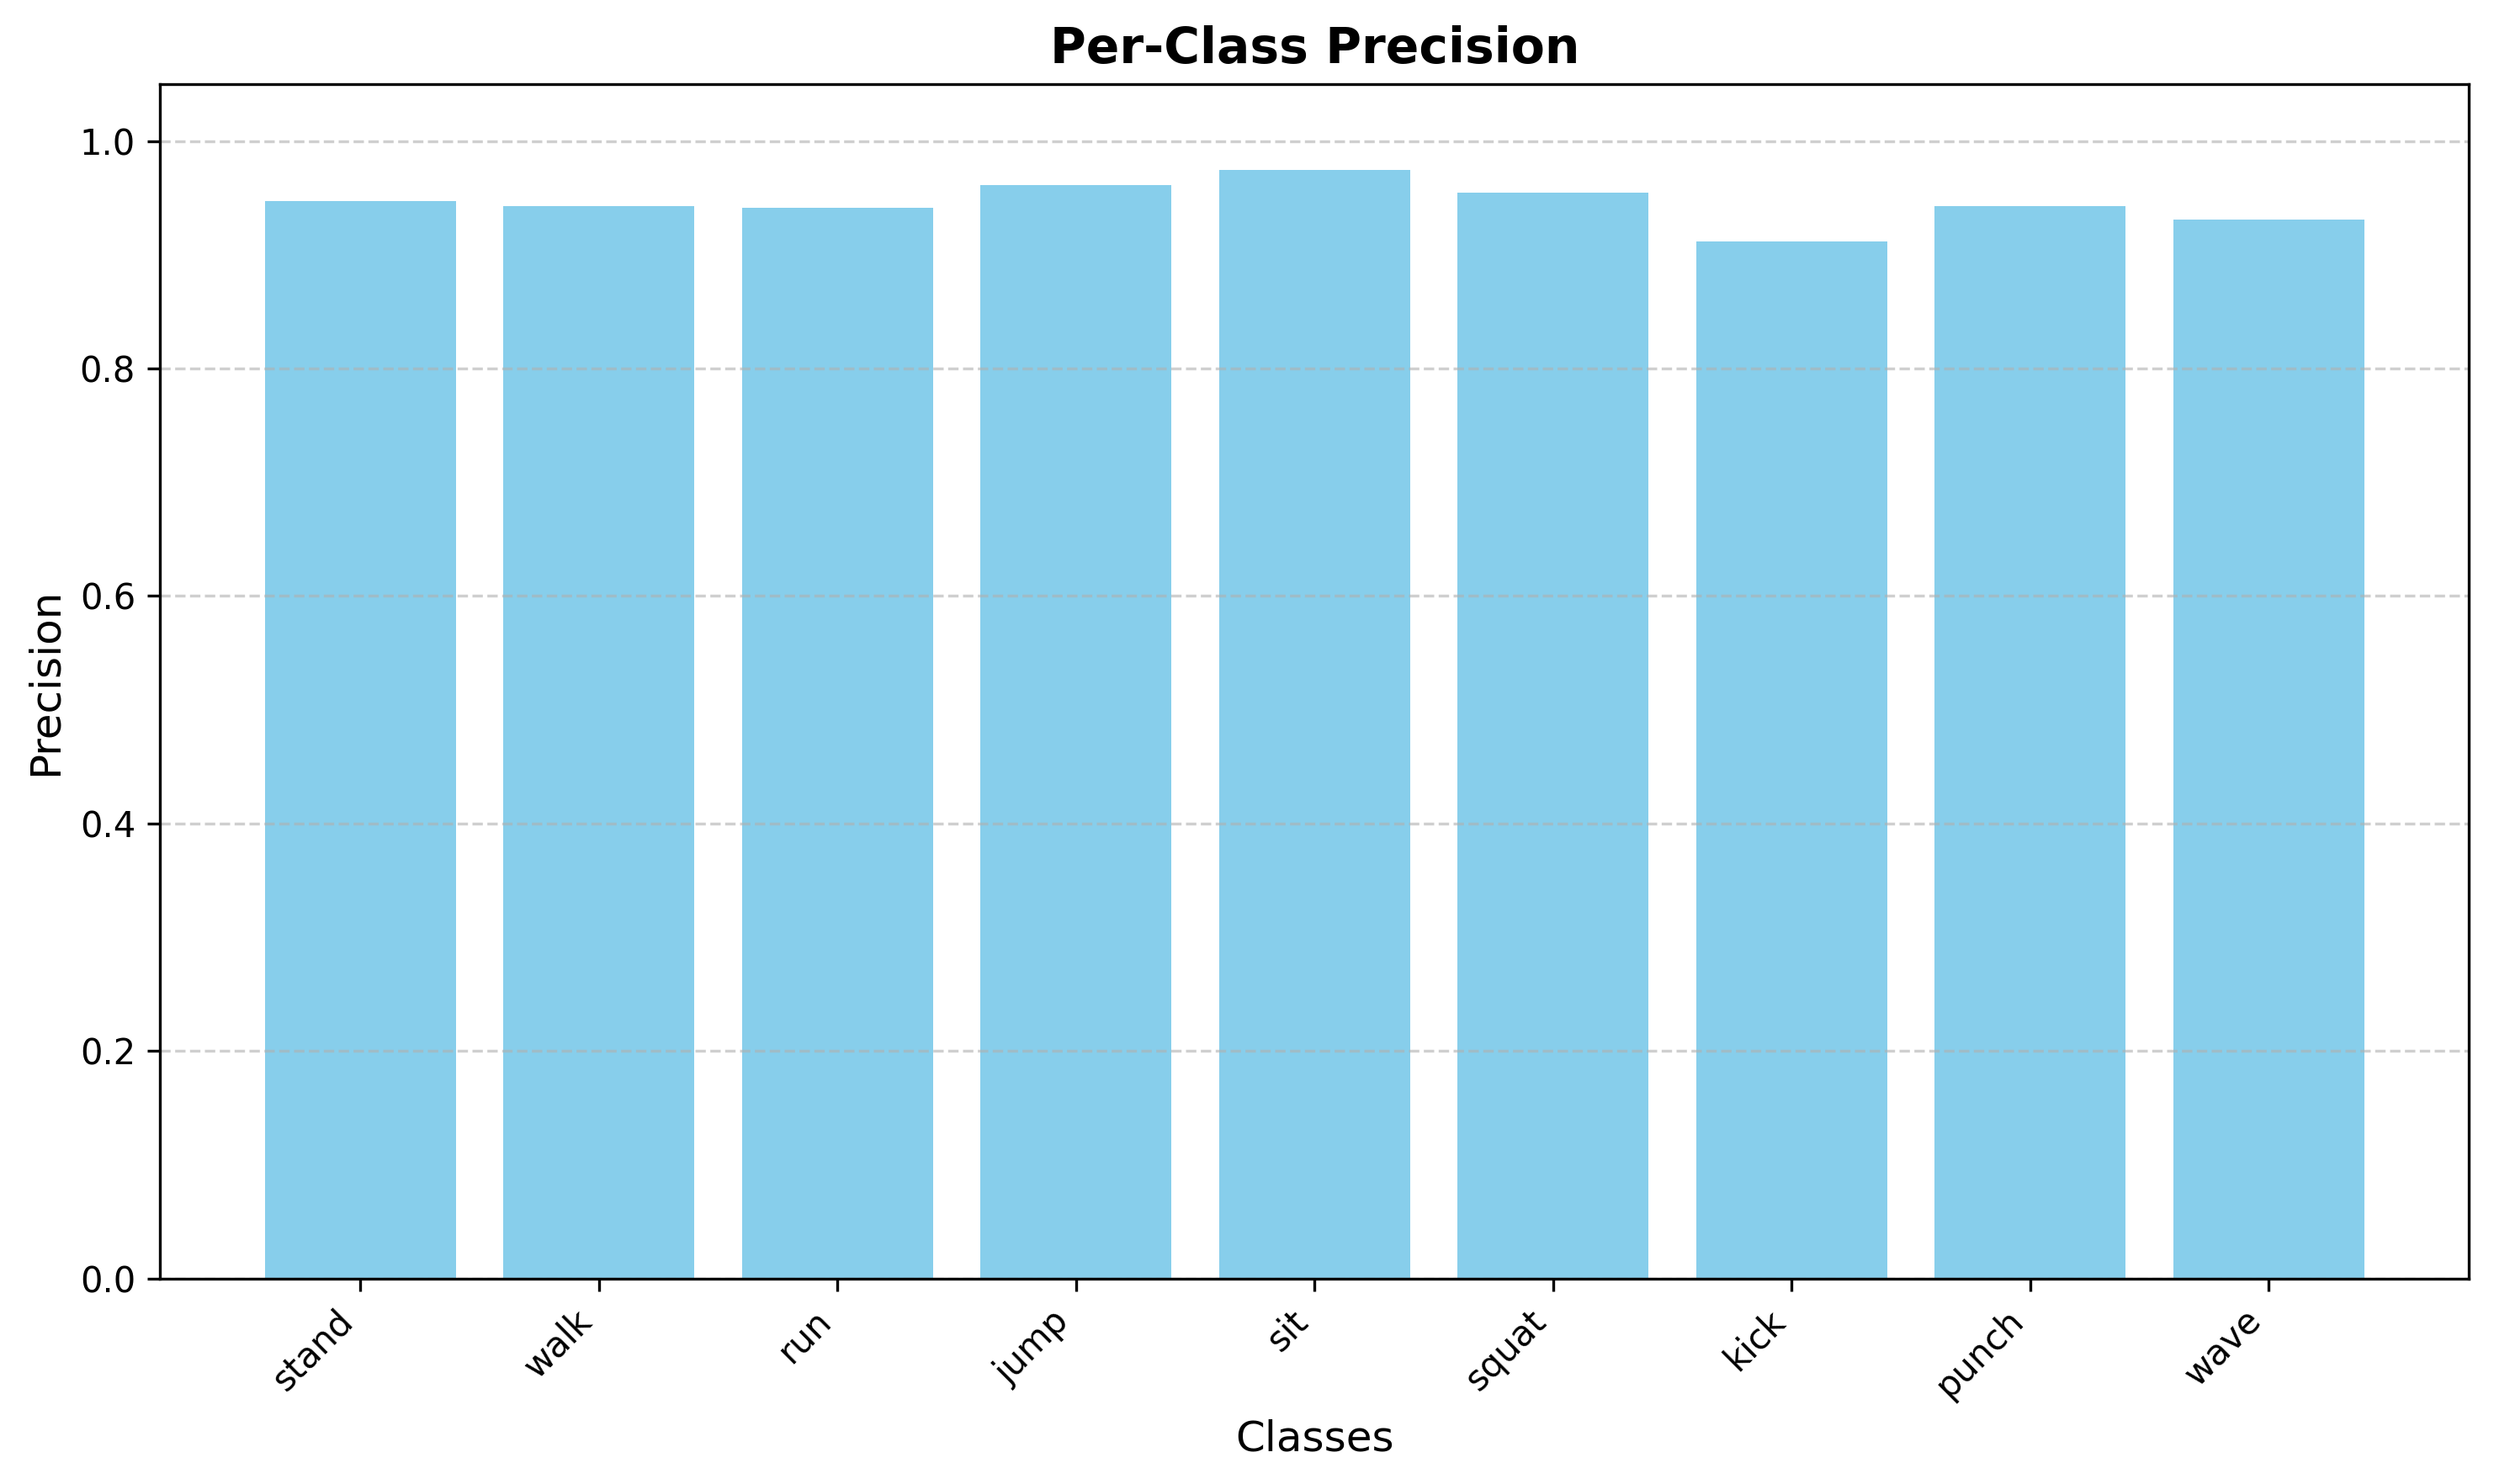 Per-Class Precision
Precision
1.0
0.8
0.6
0.4
0.2
0.0
stand
walk
run
jump
sit
squat
kick
punch
wave
Classes